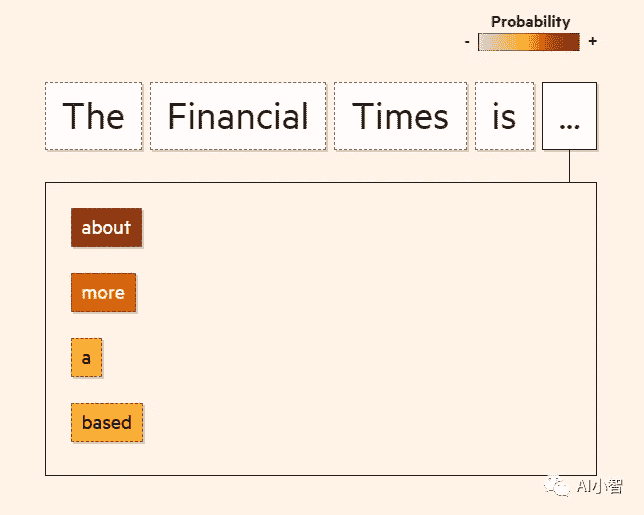 Probability
- +
The Financial Times is ...
about
more
a
based
AI小智